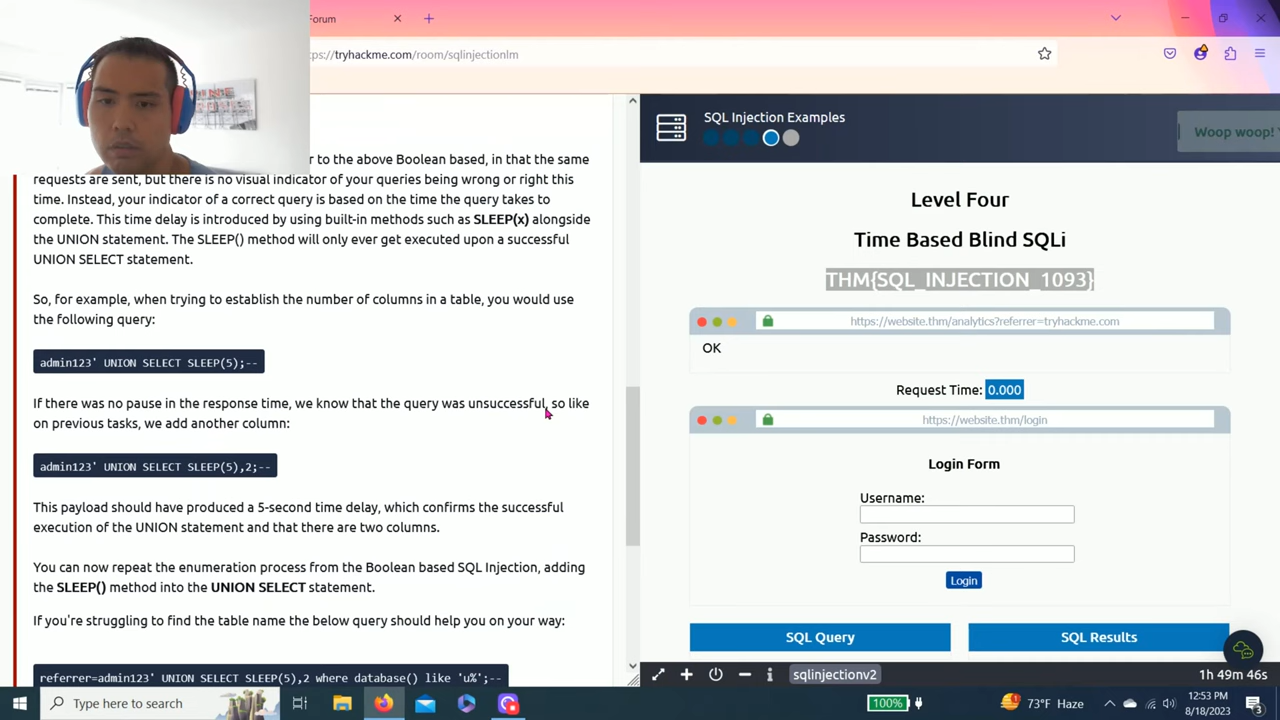 Forum
tps://tryhackme.com/room/sqlinjectionlm
r to the above Boolean based, in that the same
requests are sent, but there is no visual indicator of your queries being wrong or right this
time. Instead, your indicator of a correct query is based on the time the query takes to
complete. This time delay is introduced by using built-in methods such as SLEEP(x) alongside
the UNION statement. The SLEEP() method will only ever get executed upon a successful
UNION SELECT statement.
So, for example, when trying to establish the number of columns in a table, you would use
the following query:
admin123' UNION SELECT SLEEP(5);--
If there was no pause in the response time, we know that the query was unsuccessful, so like
on previous tasks, we add another column:
admin123' UNION SELECT SLEEP(5),2;--
This payload should have produced a 5-second time delay, which confirms the successful
execution of the UNION statement and that there are two columns.
You can now repeat the enumeration process from the Boolean based SQL Injection, adding
the SLEEP() method into the UNION SELECT statement.
If you're struggling to find the table name the below query should help you on your way:
referrer=admin123' UNION SELECT SLEEP(5),2 where database() like 'u%';--
SQL Injection Examples
Woop woop! Y
Level Four
Time Based Blind SQLi
THM{SQL_INJECTION_1093}
https://website.thm/analytics?referrer=tryhackme.com
OK
Request Time: 0.000
https://website.thm/login
Login Form
Username:
Password:
Login
SQL Query
SQL Results
sqlinjectionv2
1h 49m 46s
Type here to search
100%
73°F Haze
12:53 PM
8/18/2023
3